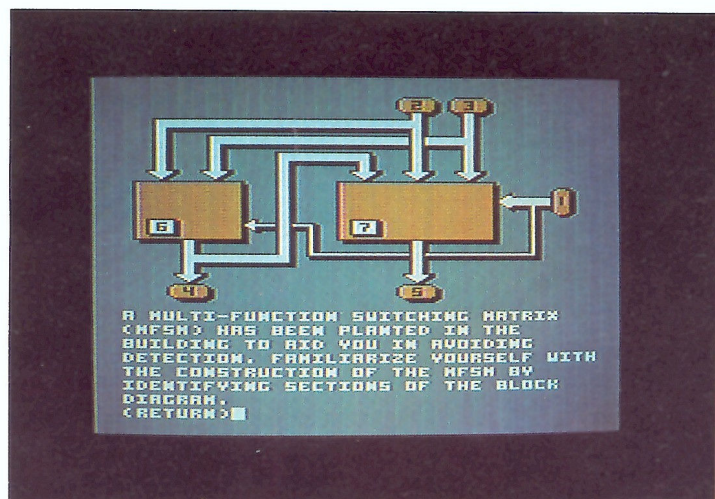 2 3
1
6 7
4 5
A MULTI-FUNCTION SWITCHING MATRIX
(MFSM) HAS BEEN PLANTED IN THE
BUILDING TO AID YOU IN AVOIDING
DETECTION. FAMILIARIZE YOURSELF WITH
THE CONSTRUCTION OF THE MFSM BY
IDENTIFYING SECTIONS OF THE BLOCK
DIAGRAM.
(RETURN)